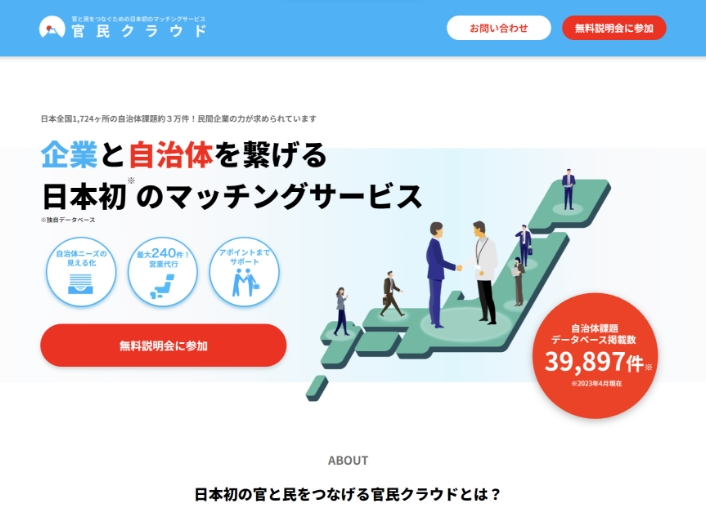 官と民をつなぐための日本初のマッチングサービス
官民クラウド
お問い合わせ
無料説明会に参加
日本全国1,724ヶ所の自治体課題約３万件！民間企業の力が求められています
企業と自治体を繋げる
日本初※のマッチングサービス
※独自データベース
自治体ニーズの
見える化
最大240件！
営業代行
アポイントまで
サポート
無料説明会に参加
自治体課題
データベース掲載数
39,897件※
※2023年4月現在
ABOUT
日本初の官と民をつなげる官民クラウドとは？